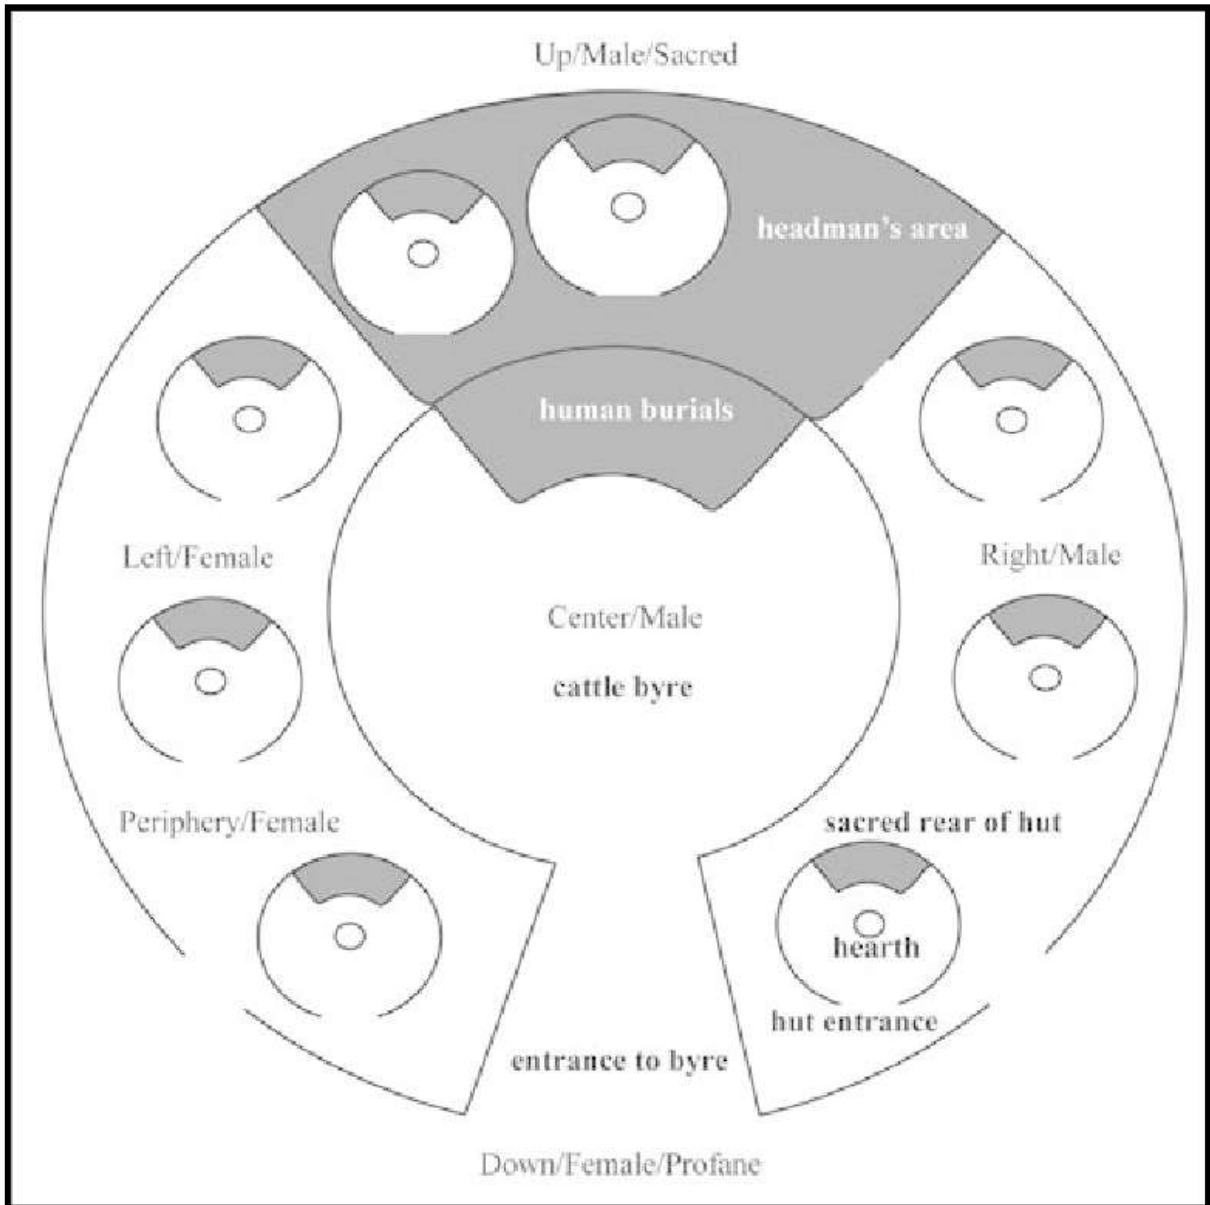 Up/Male/Sacred
headman's area
human burials
Left/Female
Right/Male
Center/Male
cattle byre
Periphery/Female
sacred rear of hut
hearth
hut entrance
entrance to byre
Down/Female/Profane